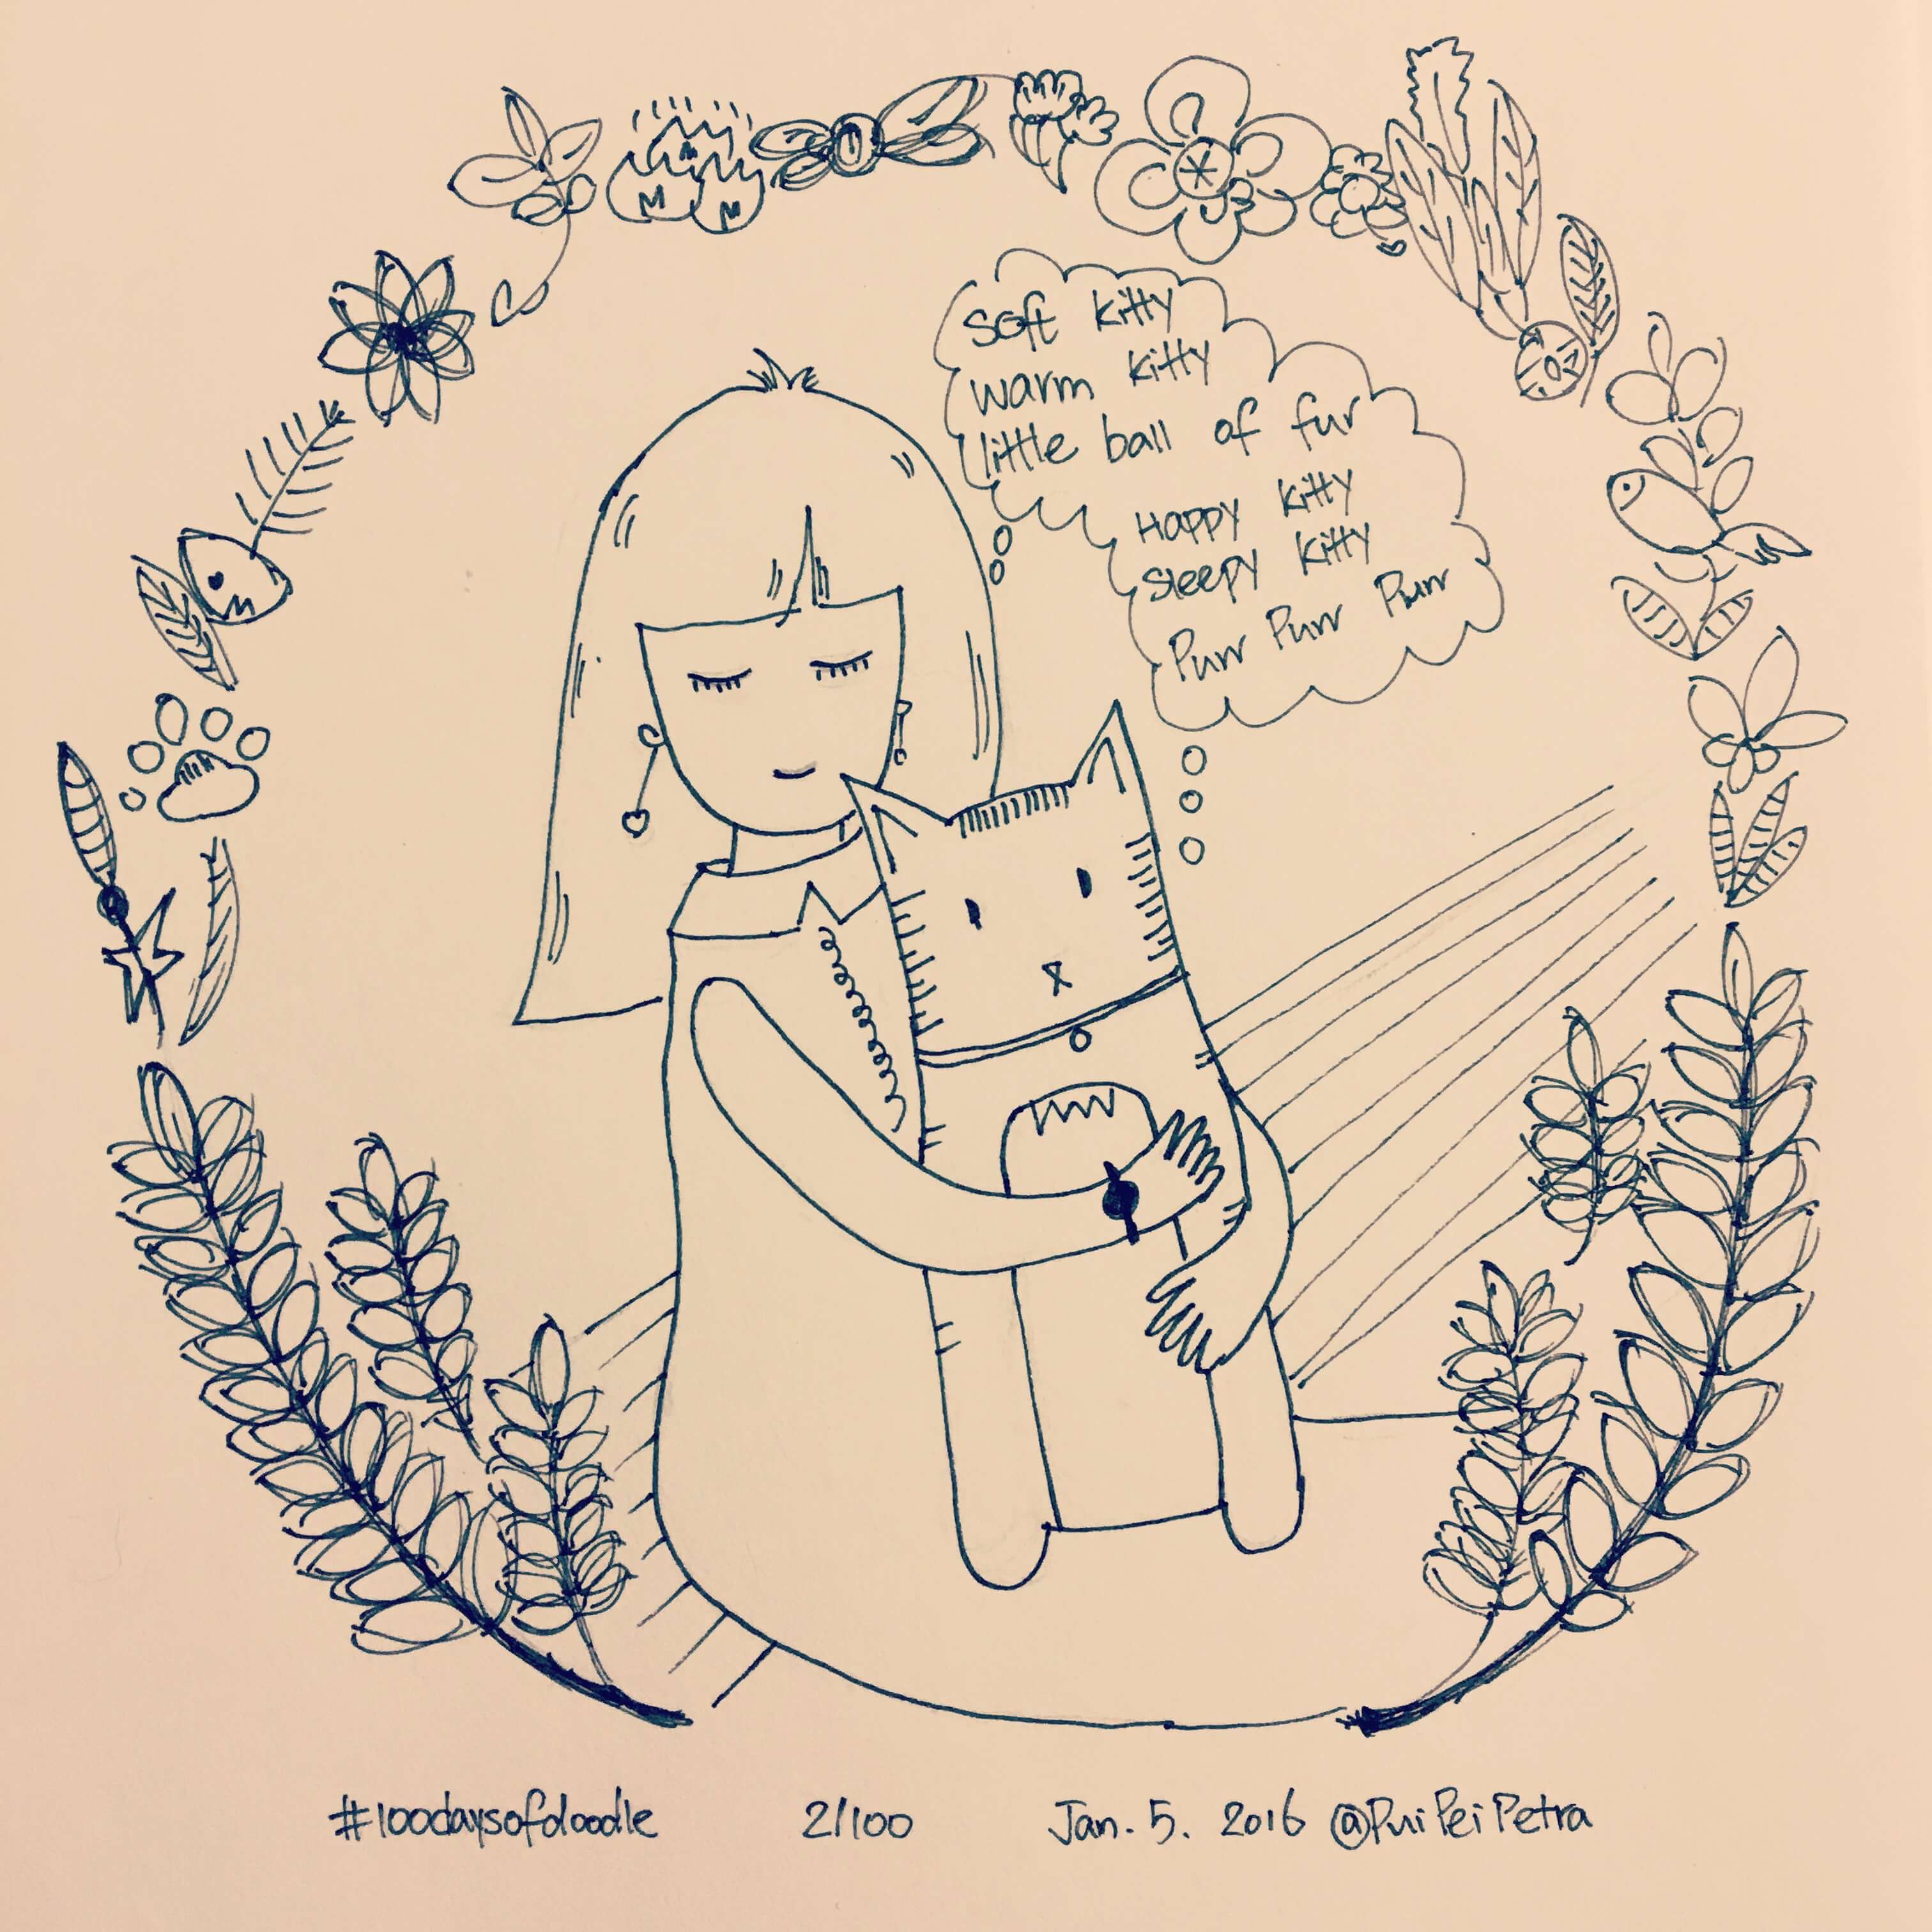 Soft kitty
warm kitty
little ball of fur
Happy kitty
Sleepy kitty
Purr Purr Purr
#100daysofdoodle 2/100 Jan. 5. 2016 @PuiPeiPetra